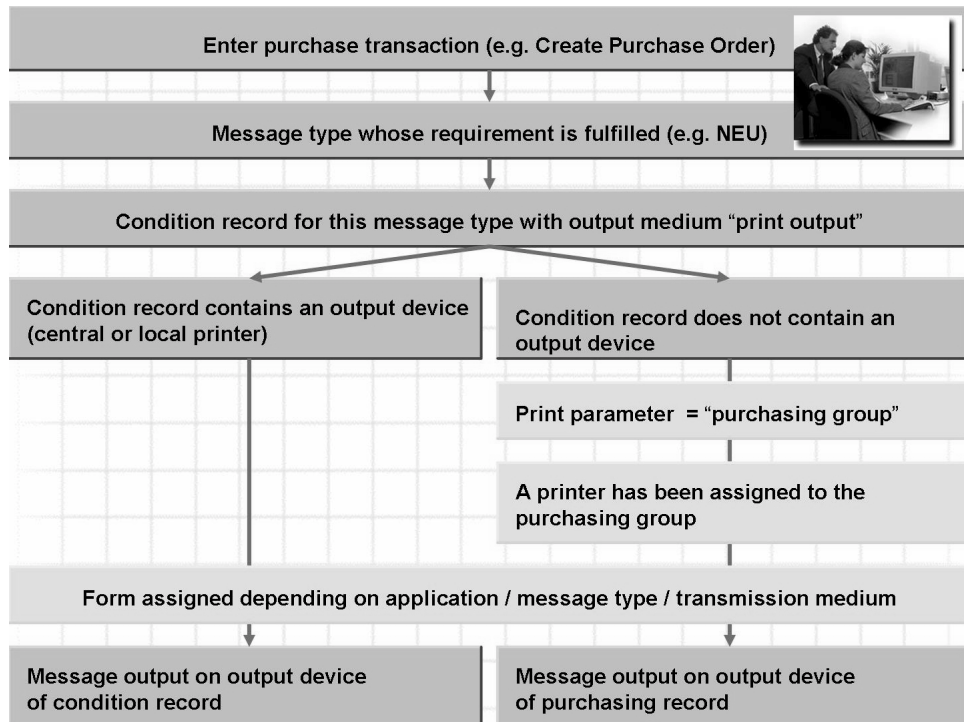 Enter purchase transaction (e.g. Create Purchase Order)
Message type whose requirement is fulfilled (e.g. NEU)
Condition record for this message type with output medium “print output”
Condition record contains an output device
(central or local printer)
Condition record does not contain an
output device
Print parameter = “purchasing group”
A printer has been assigned to the
purchasing group
Form assigned depending on application / message type / transmission medium
Message output on output device
of condition record
Message output on output device
of purchasing record